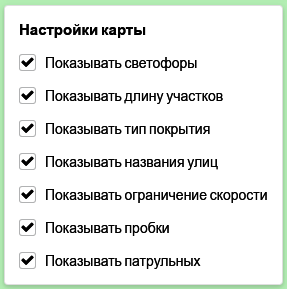 Настройки карты
Показывать светофоры
Показывать длину участков
Показывать тип покрытия
Показывать названия улиц
Показывать ограничение скорости
Показывать пробки
Показывать патрульных